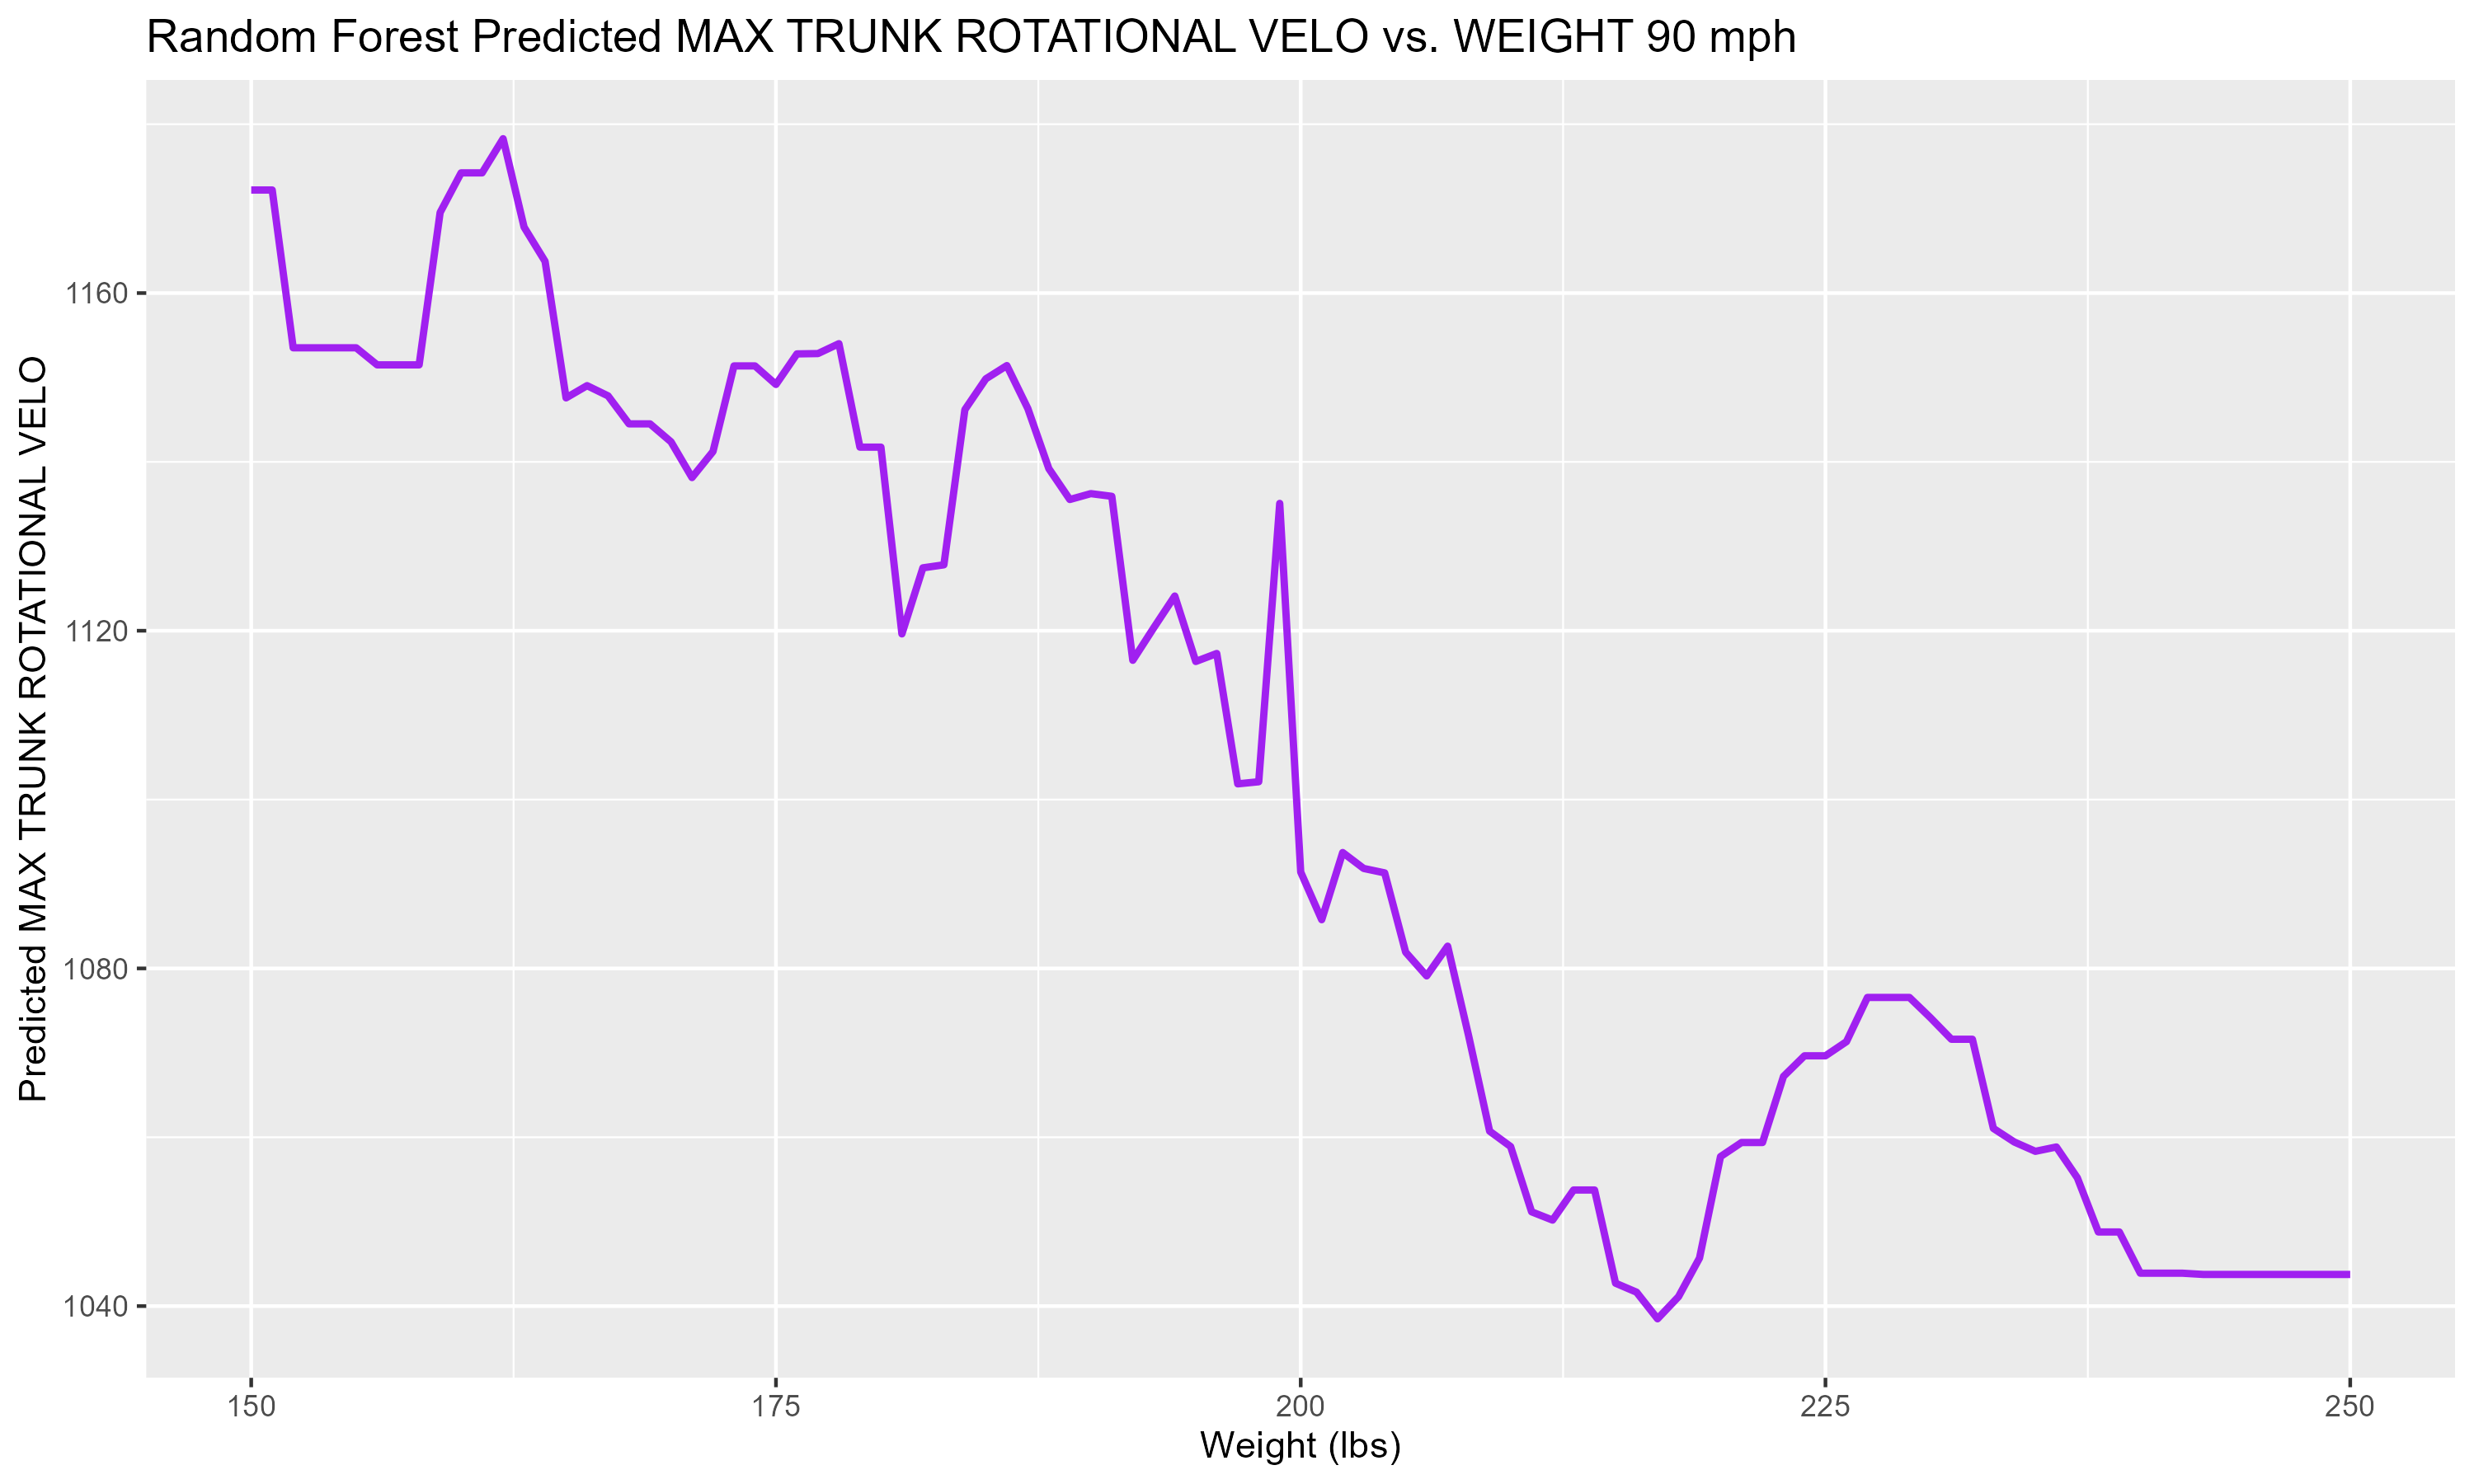 Random Forest Predicted MAX TRUNK ROTATIONAL VELO vs. WEIGHT 90 mph
Predicted MAX TRUNK ROTATIONAL VELO
1160
1120
1080
1040
150 175 200 225 250
Weight (lbs)